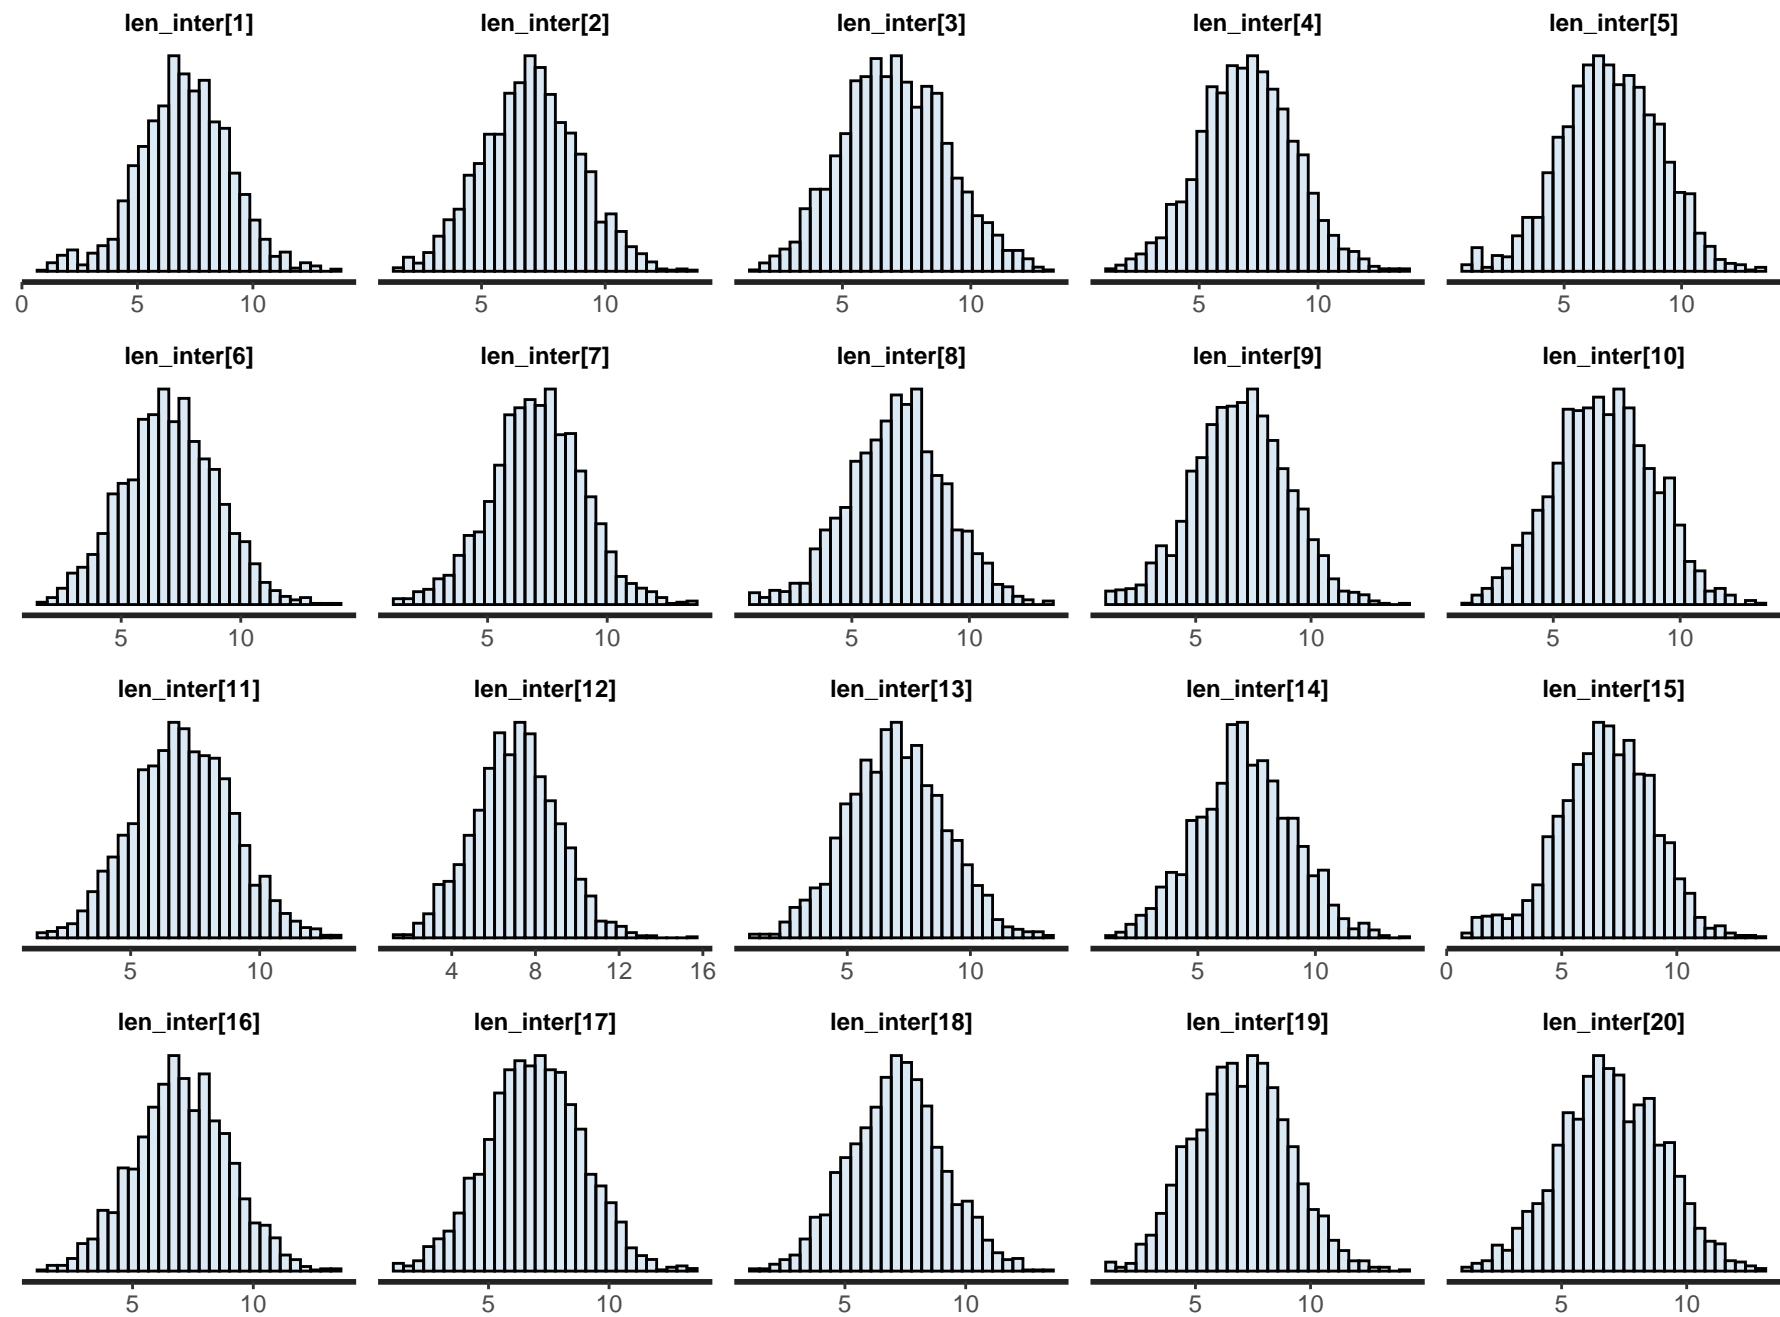 len_inter[1] len_inter[2] len_inter[3] len_inter[4] len_inter[5]
0 5 10 5 10 5 10 5 10 5 10
len_inter[6] len_inter[7] len_inter[8] len_inter[9] len_inter[10]
5 10 5 10 5 10 5 10 5 10
len_inter[11] len_inter[12] len_inter[13] len_inter[14] len_inter[15]
5 10 4 8 12 16 5 10 5 10 0 5 10
len_inter[16] len_inter[17] len_inter[18] len_inter[19] len_inter[20]
5 10 5 10 5 10 5 10 5 10